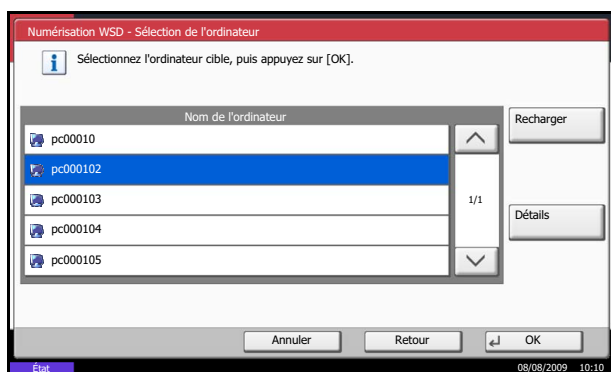 Numérisation WSD - Sélection de l'ordinateur
Sélectionnez l'ordinateur cible, puis appuyez sur [OK].
Nom de l'ordinateur
Recharger
pc00010
pc000102
pc000103
1/1
Détails
pc000104
pc000105
Annuler
Retour
OK
État
08/08/2009 10:10